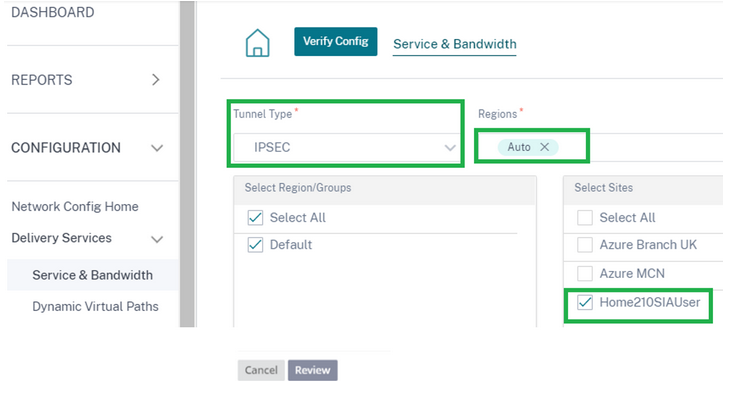 DASHBOARD
Verify Config
Service & Bandwidth
REPORTS
Tunnel Type *
Regions *
CONFIGURATION
IPSEC
Auto
Select Region/Groups
Select Sites
Network Config Home
Select All
Select All
Delivery Services
Default
Azure Branch UK
Service & Bandwidth
Azure MCN
Dynamic Virtual Paths
Home210SIAUser
Cancel
Review